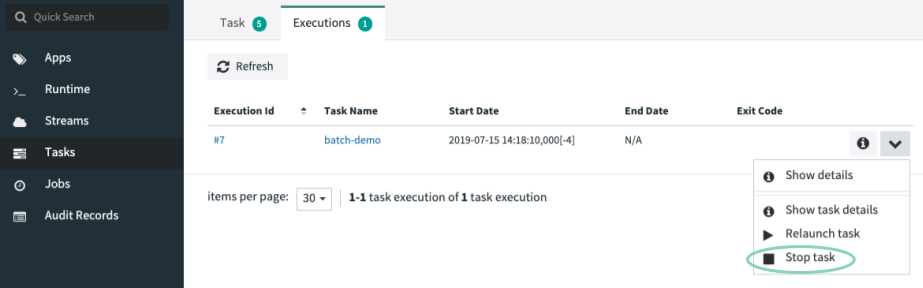 Quick Search
Apps
Runtime
Streams
Tasks
Jobs
Audit Records
Task 5 Executions 1
Refresh
Execution Id Task Name Start Date End Date Exit Code
#7 batch-demo 2019-07-15 14:18:10,000[-4] N/A
items per page: 30 1-1 task execution of 1 task execution
Show details
Show task details
Relaunch task
Stop task